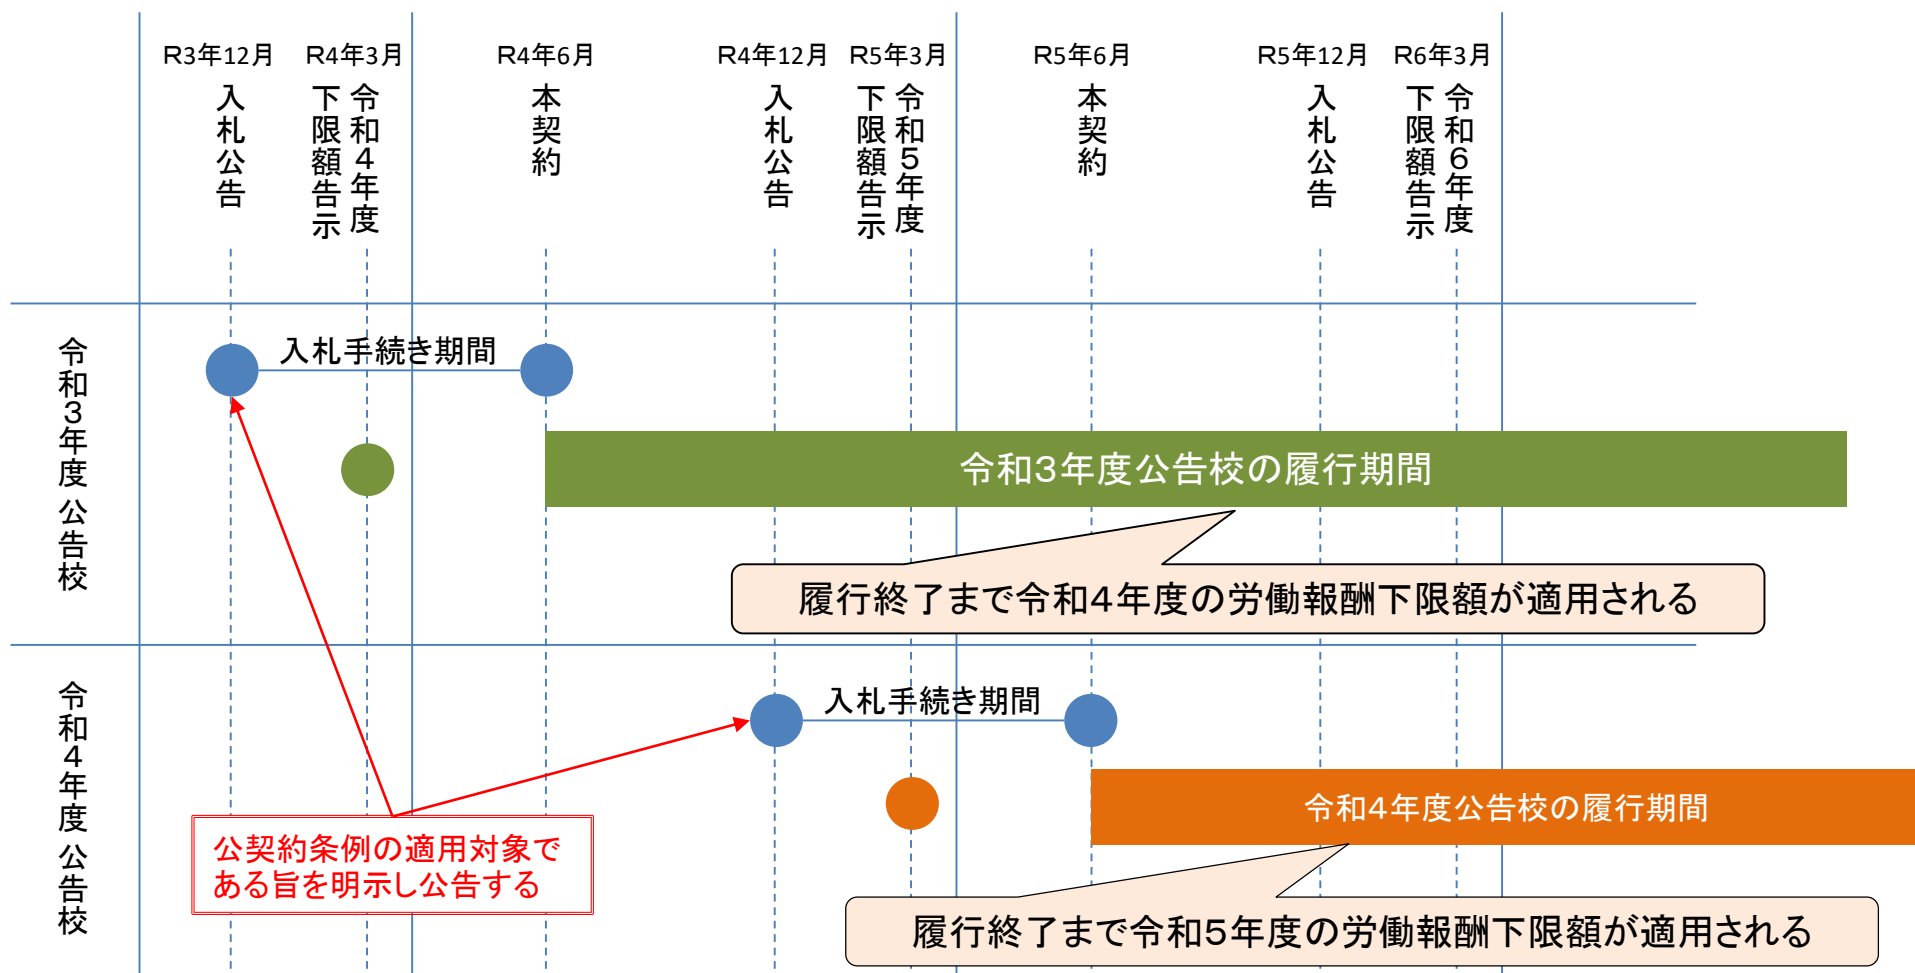 R3年12月
入札公告
R4年3月
令和4年度
下限額告示
R4年6月
本契約
R4年12月
入札公告
R5年3月
令和5年度
下限額告示
R5年6月
本契約
R5年12月
入札公告
R6年3月
令和6年度
下限額告示
令和3年度 公告校
入札手続き期間
令和3年度公告校の履行期間
履行終了まで令和4年度の労働報酬下限額が適用される
令和4年度 公告校
入札手続き期間
令和4年度公告校の履行期間
公契約条例の適用対象で
ある旨を明示し公告する
履行終了まで令和5年度の労働報酬下限額が適用される